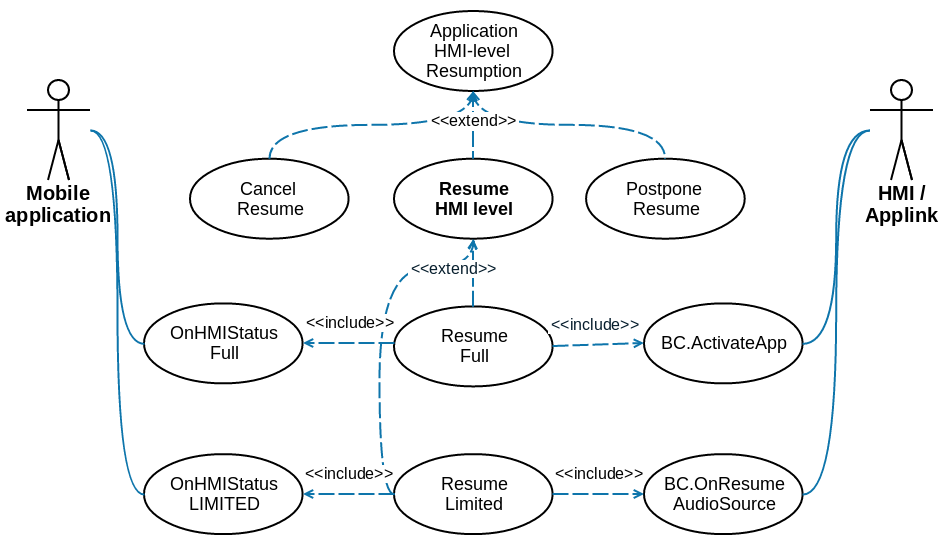 Application
HMI-level
Resumption
<<extend>>
Cancel
Resume
Resume
HMI level
Postpone
Resume
Mobile
application
HMI /
Applink
<<extend>>
OnHMIStatus
Full
<<include>>
Resume
Full
<<include>>
BC.ActivateApp
OnHMIStatus
LIMITED
<<include>>
Resume
Limited
<<include>>
BC.OnResume
AudioSource